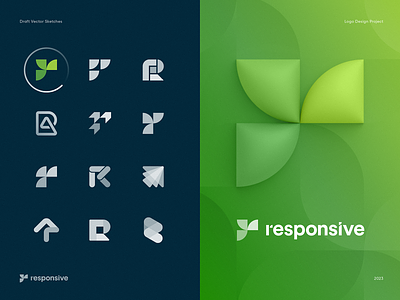 Draft Vector Sketches
Logo Design Project
responsive
responsive
2023